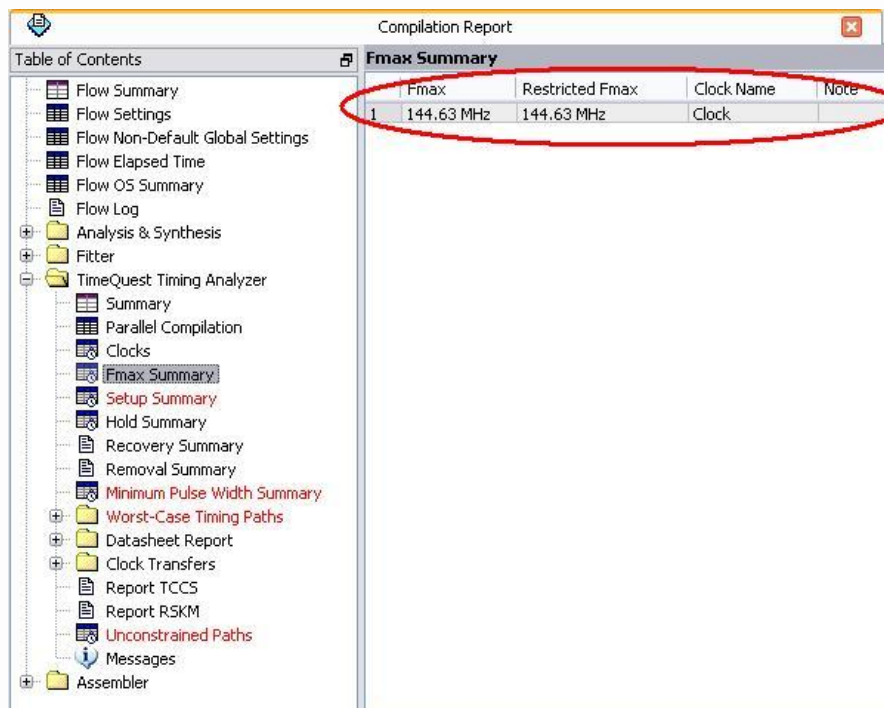 Compilation Report
Table of Contents
Flow Summary
Flow Settings
Flow Non-Default Global Settings
Flow Elapsed Time
Flow OS Summary
Flow Log
Analysis & Synthesis
Fitter
TimeQuest Timing Analyzer
Summary
Parallel Compilation
Clocks
Fmax Summary
Setup Summary
Hold Summary
Recovery Summary
Removal Summary
Minimum Pulse Width Summary
Worst-Case Timing Paths
Datasheet Report
Clock Transfers
Report TCCS
Report RSKM
Unconstrained Paths
Messages
Assembler
Fmax Summary
Fmax Restricted Fmax Clock Name Note
1 144.63 MHz 144.63 MHz Clock